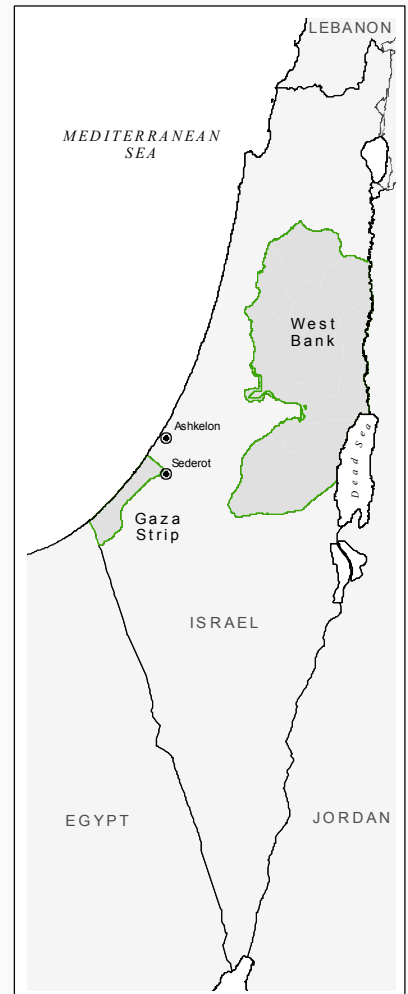 LEBANON
MEDITERRANEAN
SEA
West
Bank
Ashkelon
Dead Sea
Sederot
Gaza
Strip
ISRAEL
EGYPT
JORDAN